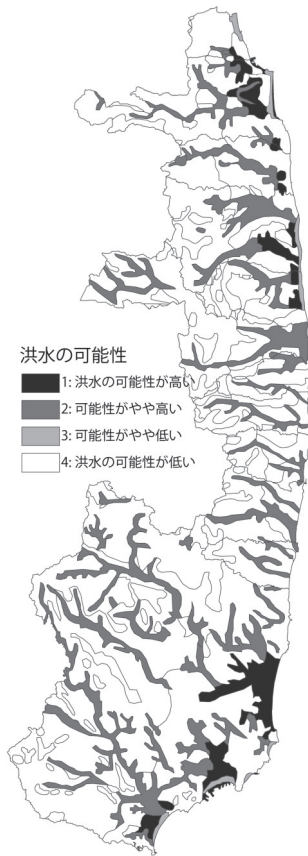 洪水の可能性
1: 洪水の可能性が高い
2: 可能性がやや高い
3: 可能性がやや低い
4: 洪水の可能性が低い